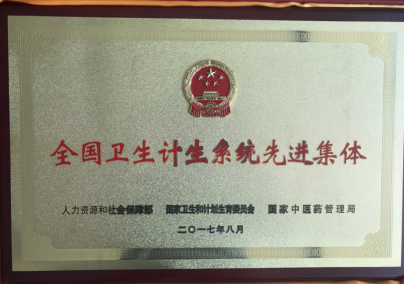 全国卫生计生系统先进集体
人力资源和社会保障部 国家卫生和计划生育委员会 国家中医药管理局
二〇一七年八月